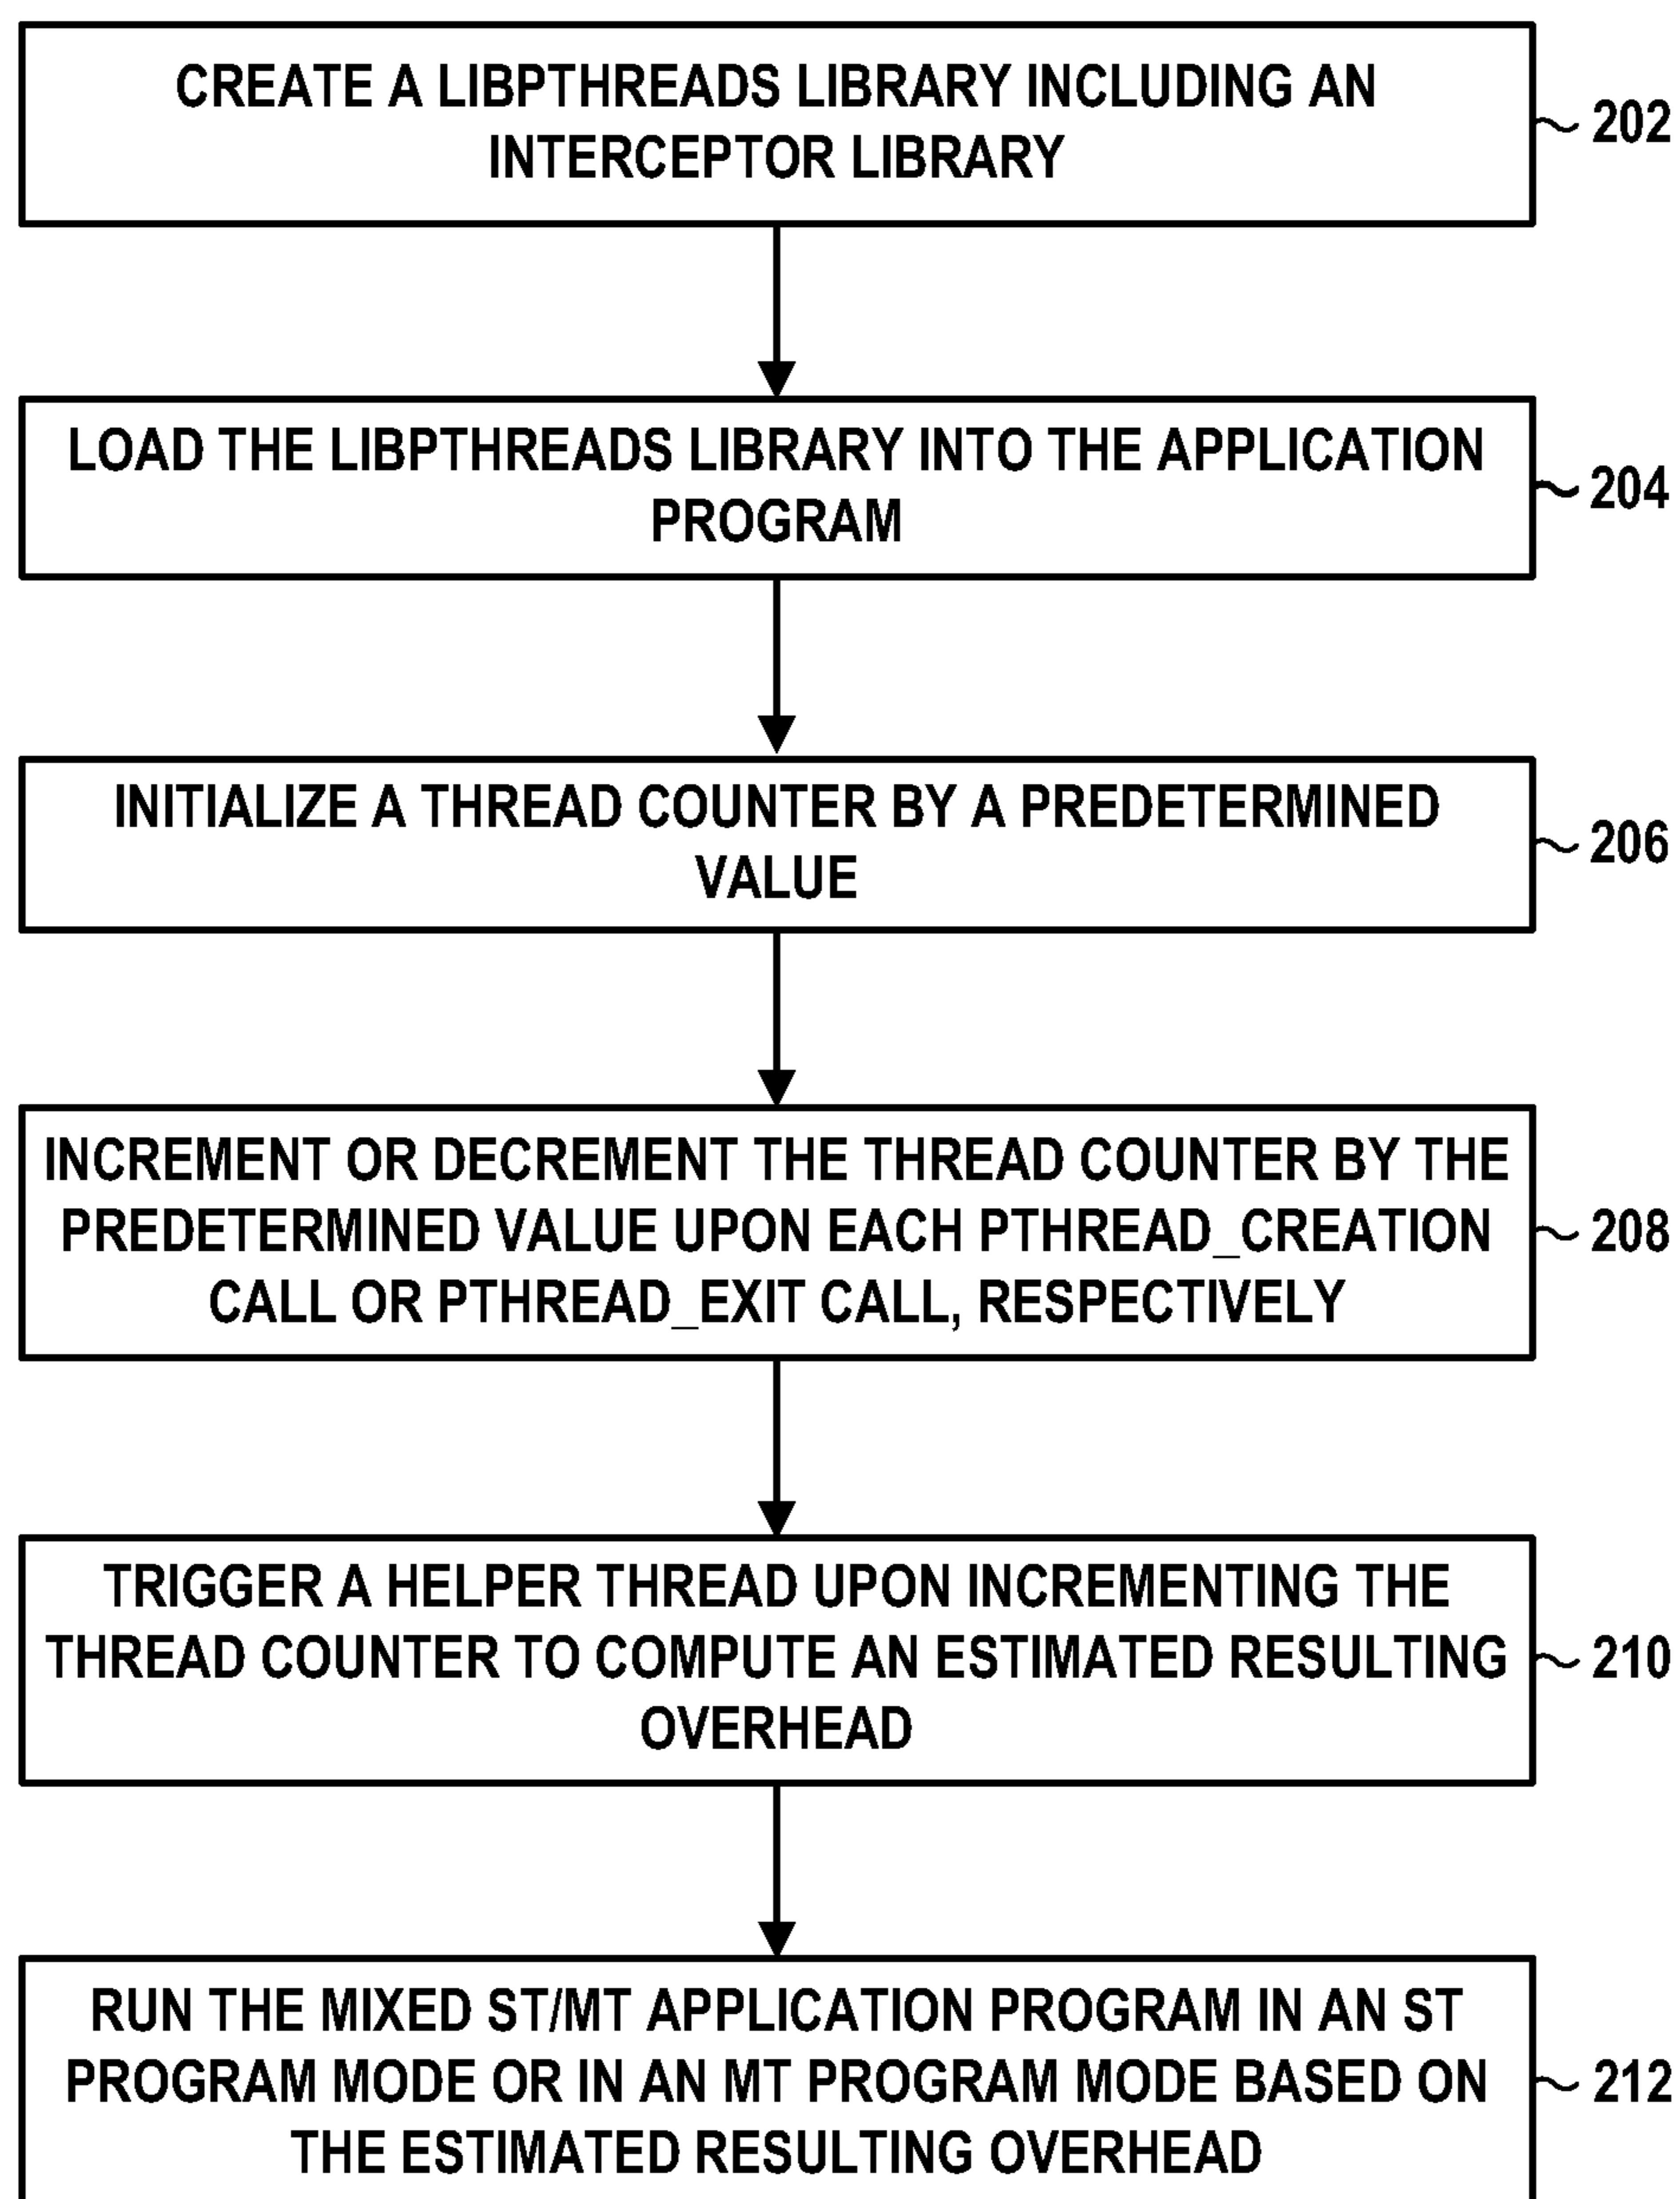 CREATE A LIBPTHREADS LIBRARY INCLUDING AN
INTERCEPTOR LIBRARY
202
LOAD THE LIBPTHREADS LIBRARY INTO THE APPLICATION
PROGRAM
204
INITIALIZE A THREAD COUNTER BY A PREDETERMINED
VALUE
206
INCREMENT OR DECREMENT THE THREAD COUNTER BY THE
PREDETERMINED VALUE UPON EACH PTHREAD_CREATION
CALL OR PTHREAD_EXIT CALL, RESPECTIVELY
208
TRIGGER A HELPER THREAD UPON INCREMENTING THE
THREAD COUNTER TO COMPUTE AN ESTIMATED RESULTING
OVERHEAD
210
RUN THE MIXED ST/MT APPLICATION PROGRAM IN AN ST
PROGRAM MODE OR IN AN MT PROGRAM MODE BASED ON
THE ESTIMATED RESULTING OVERHEAD
212